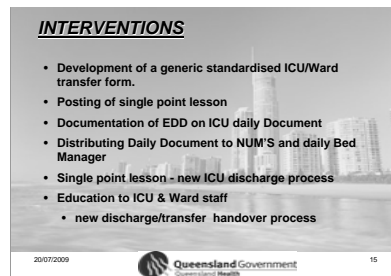 INTERVENTIONS
• Development of a generic standardised ICU/Ward
transfer form.
• Posting of single point lesson
• Documentation of EDD on ICU daily Document
• Distributing Daily Document to NUM'S and daily Bed
Manager
• Single point lesson - new ICU discharge process
• Education to ICU & Ward staff
• new discharge/transfer handover process
20/07/2009
Queensland Government
Queensland Health
15